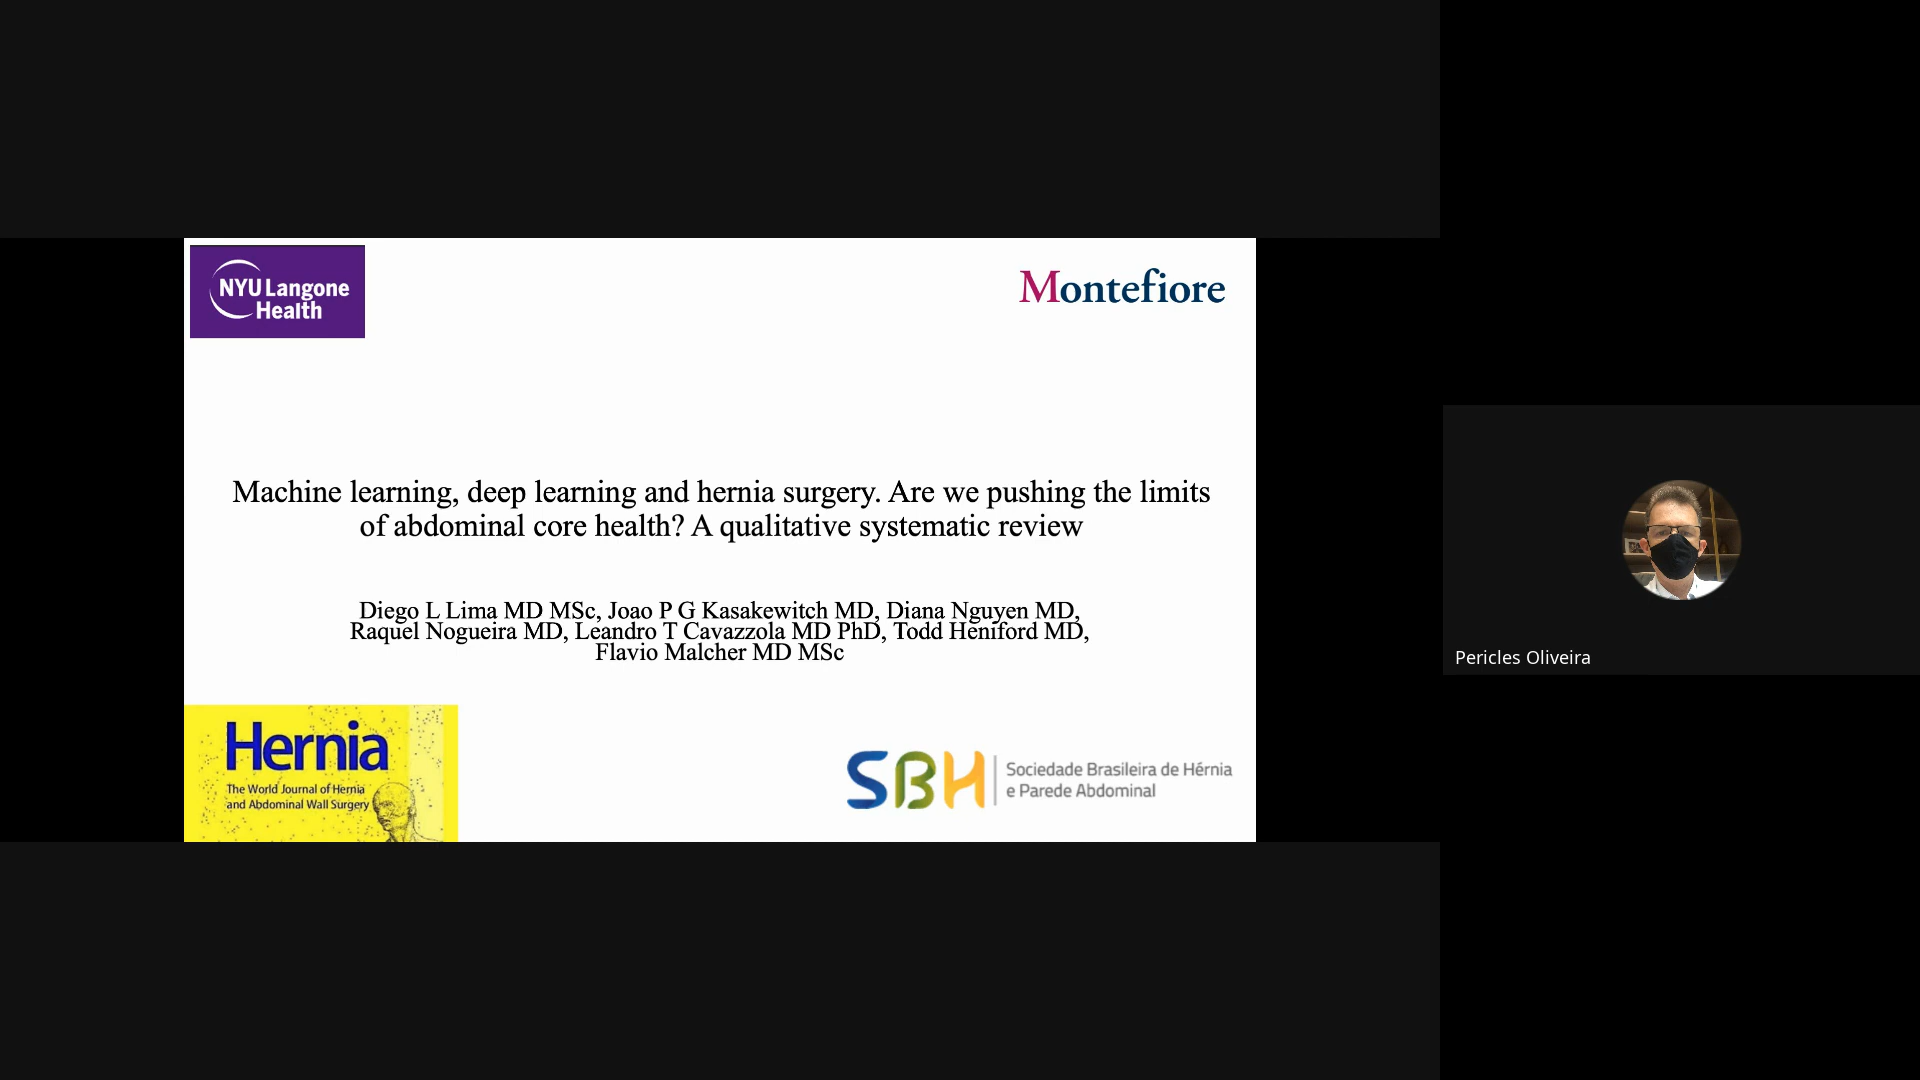 NYU Langone
Health
Montefiore
Machine learning, deep learning and hernia surgery. Are we pushing the limits
of abdominal core health? A qualitative systematic review
Diego L Lima MD MSc, Joao P G Kasakewitch MD, Diana Nguyen MD,
Raquel Nogueira MD, Leandro T Cavazzola MD PhD, Todd Heniford MD,
Flavio Malcher MD MSc
Hernia
The World Journal of Hernia
and Abdominal Wall Surgery
SBH
Sociedade Brasileira de Hérnia
e Parede Abdominal
Pericles Oliveira